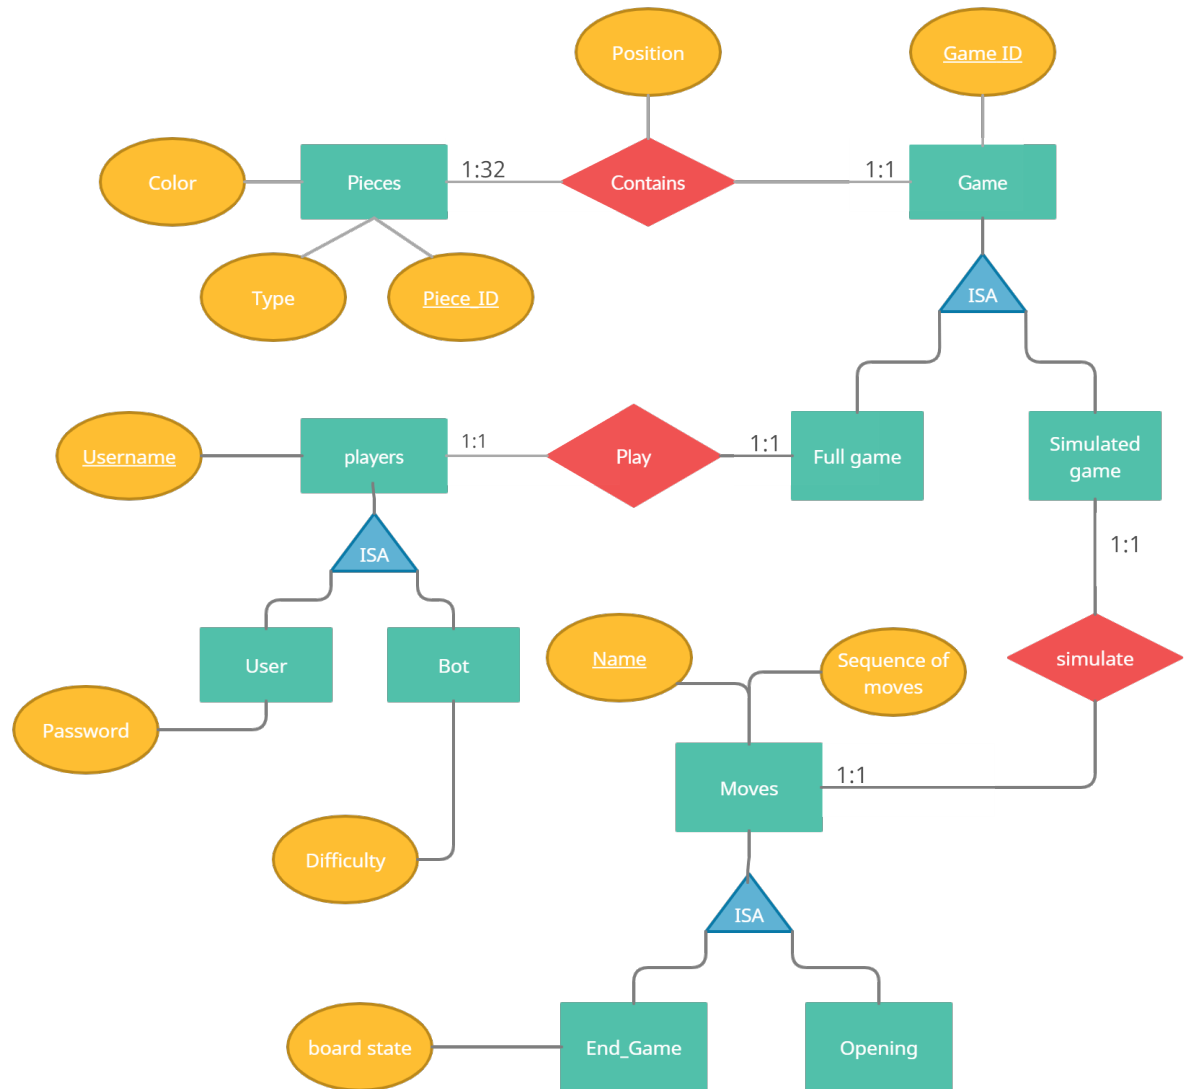 Position
Game ID
Color
Pieces
1:32
Contains
1:1
Game
Type
Piece_ID
ISA
Username
players
1:1
Play
1:1
Full game
Simulated
game
1:1
ISA
User
Bot
Name
Sequence of
moves
simulate
Password
Moves
1:1
Difficulty
ISA
board state
End_Game
Opening